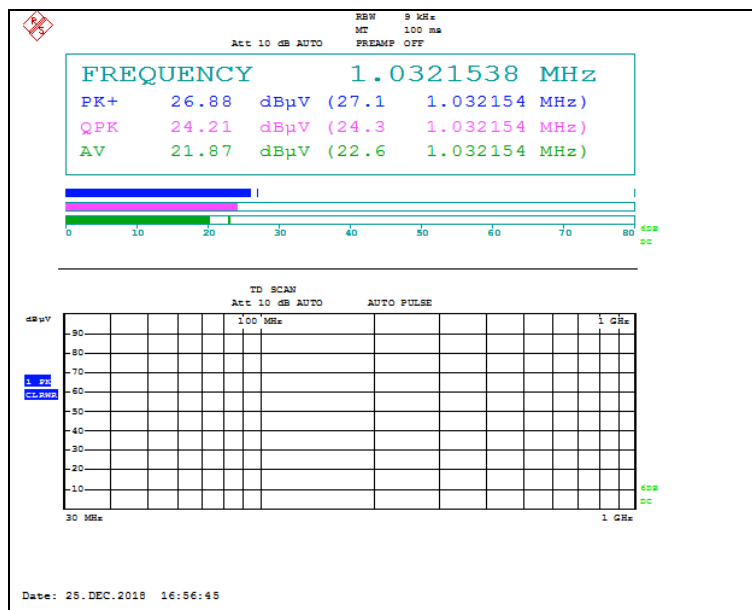 RBW 9 kHz
MT 100 ms
Att 10 dB AUTO PREAMP OFF
FREQUENCY 1.0321538 MHz
PK+ 26.88 dBµV (27.1 1.032154 MHz)
QPK 24.21 dBµV (24.3 1.032154 MHz)
AV 21.87 dBµV (22.6 1.032154 MHz)
0 10 20 30 40 50 60 70 80
6DB
DC
TD SCAN
Att 10 dB AUTO AUTO PULSE
dBµV
100 MHz 1 GHz
90
80
70
1 PK
60
CLRWR
50
40
30
20
10
6DB
DC
30 MHz 1 GHz
Date: 25.DEC.2018 16:56:45